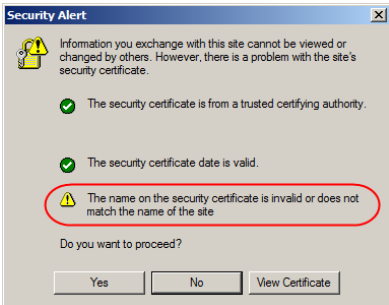 Security Alert
Information you exchange with this site cannot be viewed or
changed by others. However, there is a problem with the site's
security certificate.
The security certificate is from a trusted certifying authority.
The security certificate date is valid.
The name on the security certificate is invalid or does not
match the name of the site
Do you want to proceed?
Yes No View Certificate